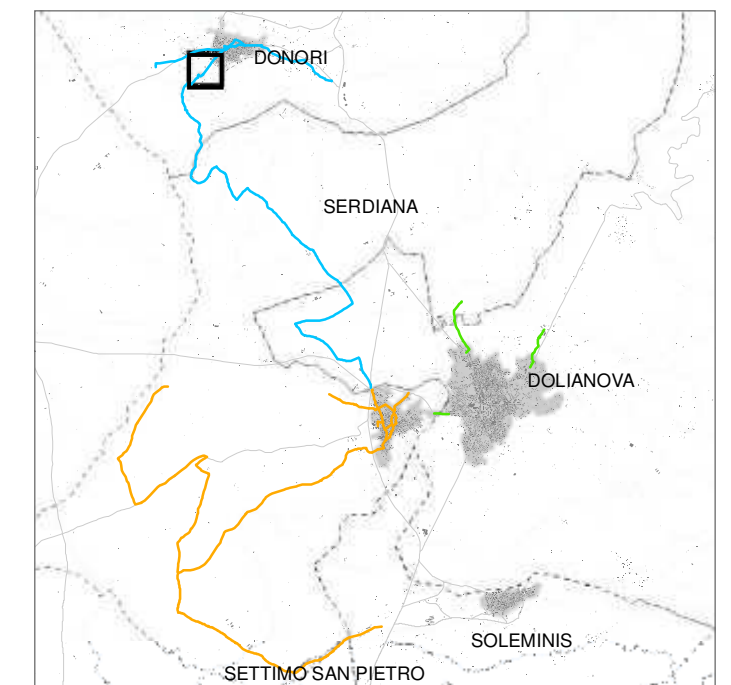 DONORI
SERDIANA
DOLIANOVA
SOLEMINIS
SETTIMO SAN PIETRO